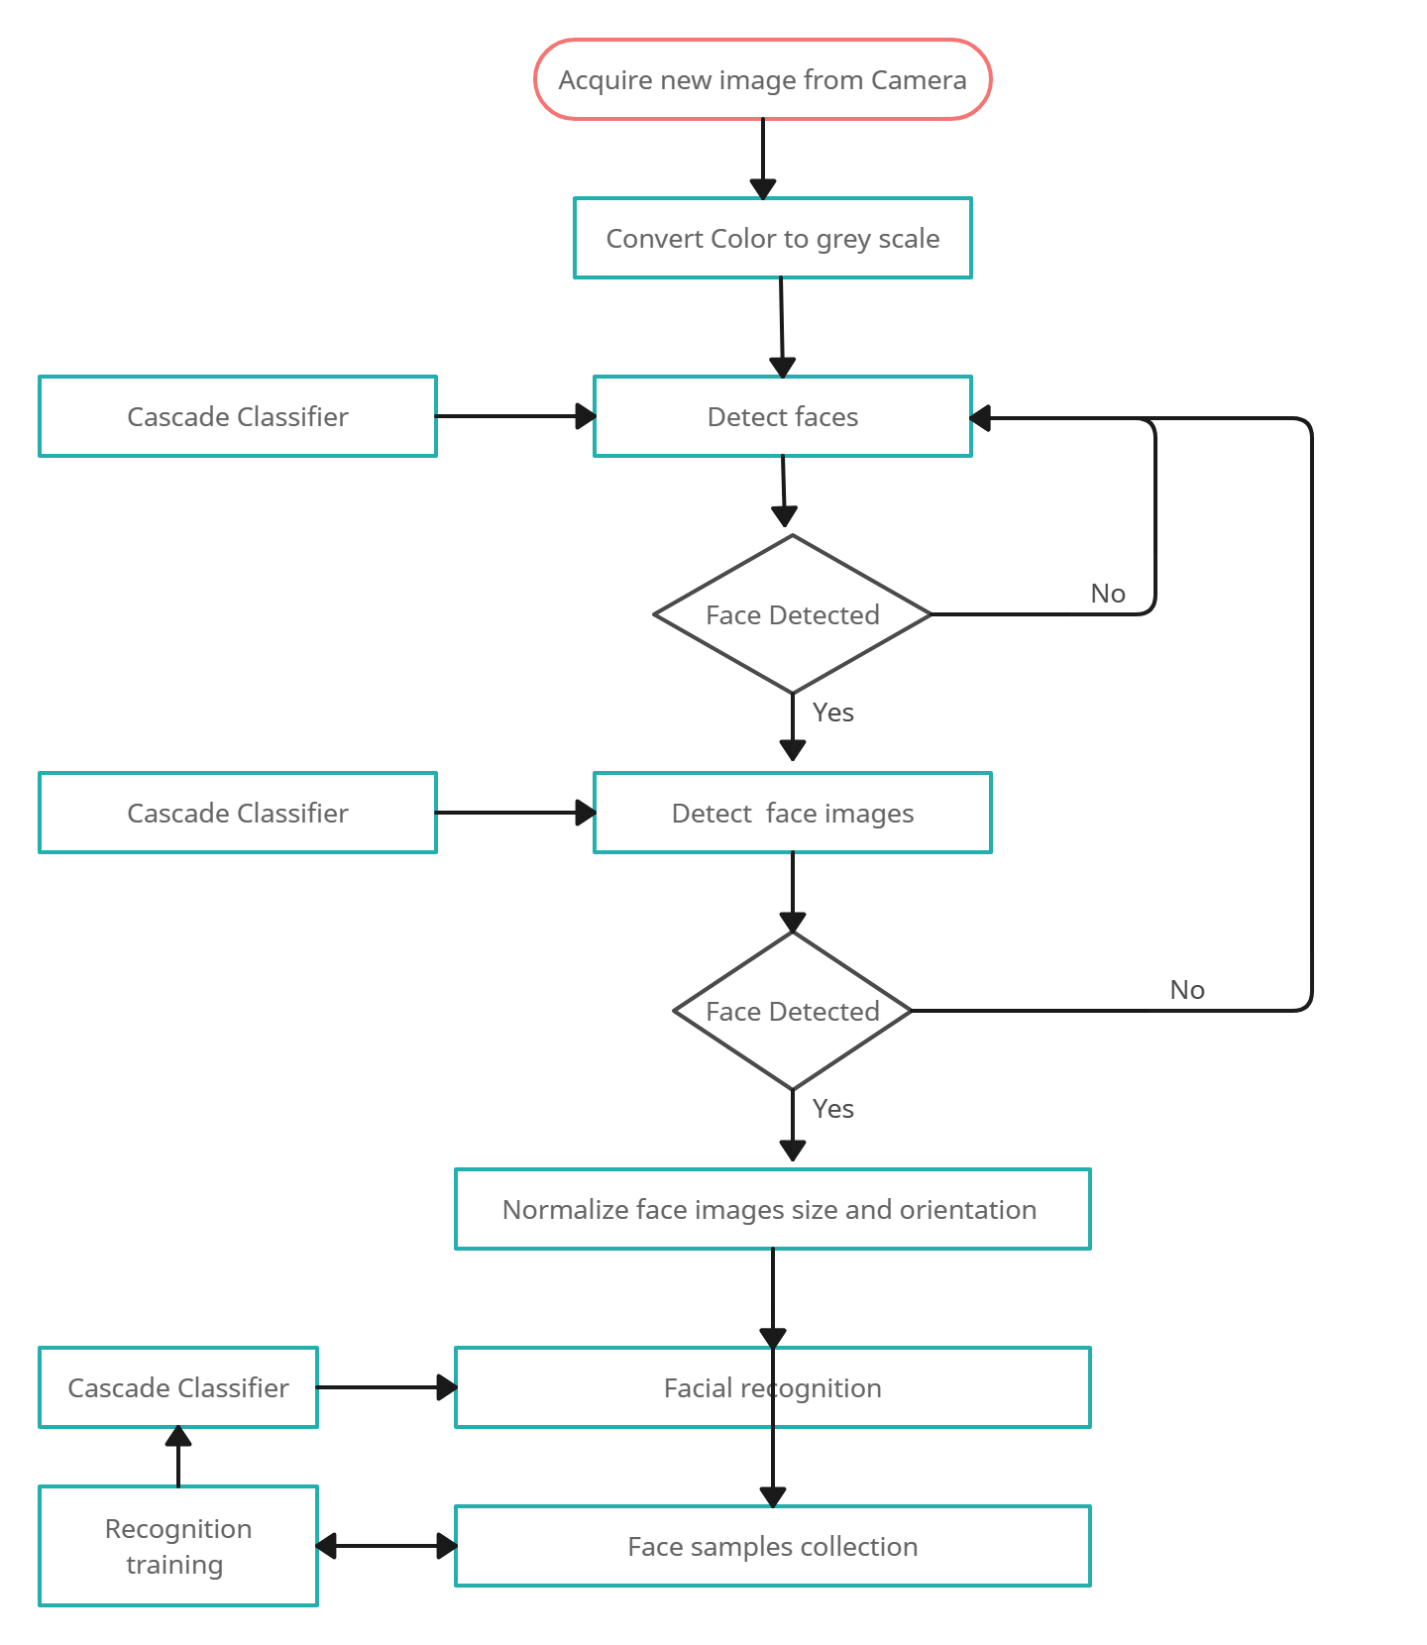 Acquire new image from Camera
Convert Color to grey scale
Cascade Classifier
Detect faces
Face Detected
No
Yes
Cascade Classifier
Detect  face images
Face Detected
No
Yes
Normalize face images size and orientation
Cascade Classifier
Facial recognition
Recognition
training
Face samples collection